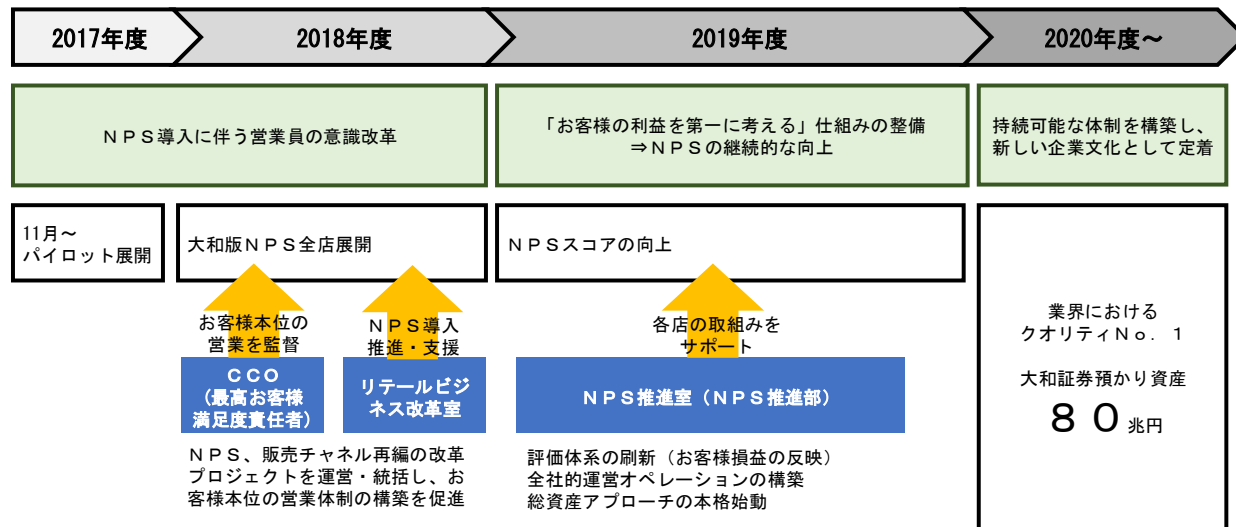 2017年度
2018年度
2019年度
2020年度～
ＮＰＳ導入に伴う営業員の意識改革
「お客様の利益を第一に考える」仕組みの整備
⇒ＮＰＳの継続的な向上
持続可能な体制を構築し、
新しい企業文化として定着
11月～
パイロット展開
大和版ＮＰＳ全店展開
ＮＰＳスコアの向上
お客様本位の
営業を監督
ＮＰＳ導入
推進・支援
各店の取組みを
サポート
ＣＣＯ
（最高お客様
満足度責任者）
リテールビジ
ネス改革室
ＮＰＳ推進室（ＮＰＳ推進部）
ＮＰＳ、販売チャネル再編の改革
プロジェクトを運営・統括し、お
客様本位の営業体制の構築を促進
評価体系の刷新（お客様損益の反映）
全社的運営オペレーションの構築
総資産アプローチの本格始動
業界における
クオリティＮｏ．１
大和証券預かり資産
８０兆円